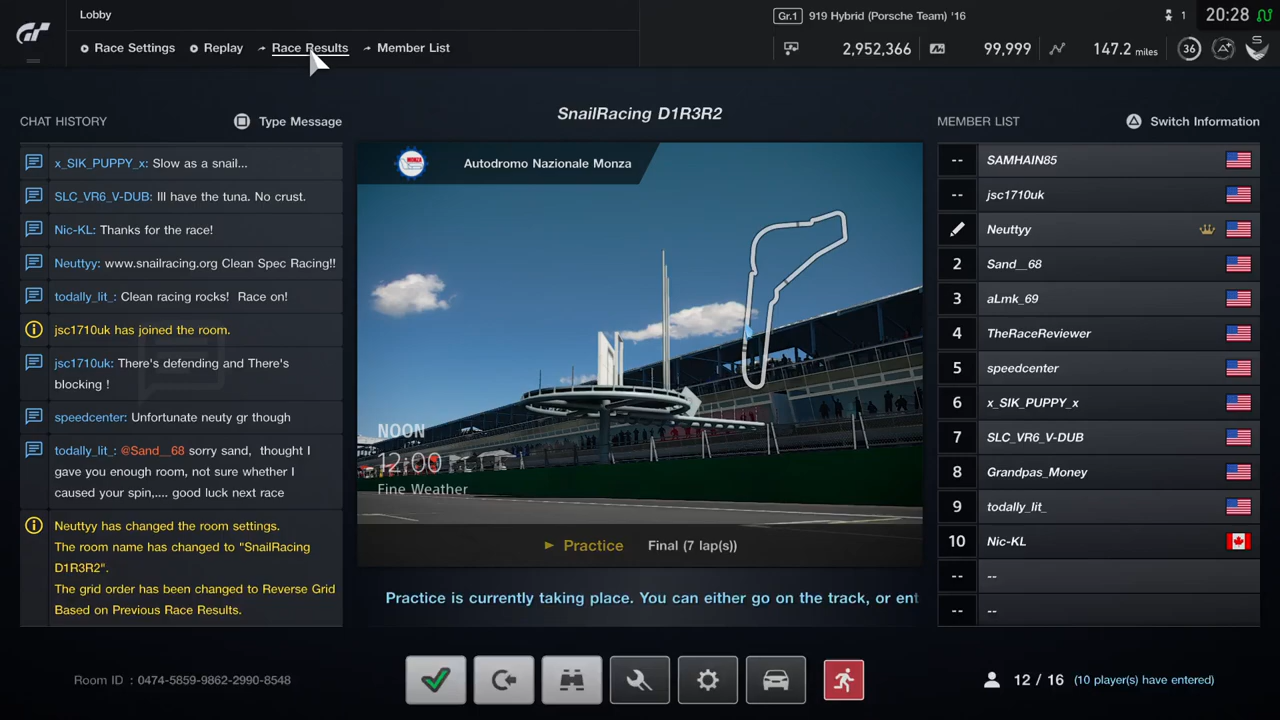 Lobby
Race Settings
Replay
Race Results
Member List
Gr.1
919 Hybrid (Porsche Team) '16
1
20:28
2,952,366
99,999
147.2 miles
36
A+
S
CHAT HISTORY
Type Message
x_SIK_PUPPY_x: Slow as a snail...
SLC_VR6_V-DUB: Ill have the tuna. No crust.
Nic-KL: Thanks for the race!
Neuttyy: www.snailracing.org Clean Spec Racing!!
todally_lit_: Clean racing rocks! Race on!
jsc1710uk has joined the room.
jsc1710uk: There's defending and There's
blocking !
speedcenter: Unfortunate neuty gr though
todally_lit_: @Sand__68 sorry sand, thought I
gave you enough room, not sure whether I
caused your spin,.... good luck next race
Neuttyy has changed the room settings.
The room name has changed to "SnailRacing
D1R3R2".
The grid order has been changed to Reverse Grid
Based on Previous Race Results.
SnailRacing D1R3R2
Autodromo Nazionale Monza
NOON
12:00
Fine Weather
Practice
Final (7 lap(s))
Practice is currently taking place. You can either go on the track, or ent
MEMBER LIST
Switch Information
-- SAMHAIN85
-- jsc1710uk
Neuttyy
2 Sand__68
3 aLmk_69
4 TheRaceReviewer
5 speedcenter
6 x_SIK_PUPPY_x
7 SLC_VR6_V-DUB
8 Grandpas_Money
9 todally_lit_
10 Nic-KL
-- --
-- --
Room ID : 0474-5859-9862-2990-8548
12 / 16 (10 player(s) have entered)